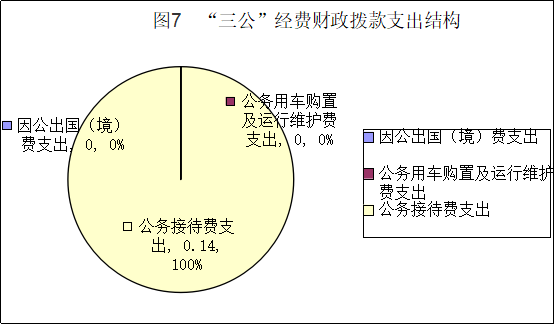 图7 “三公”经费财政拨款支出结构
因公出国（境）
费支出, 0, 0%
公务用车购置
及运行维护费
支出, 0, 0%
公务接待费支
出, 0.14,
100%
因公出国（境）费支出
公务用车购置及运行维护
费支出
公务接待费支出